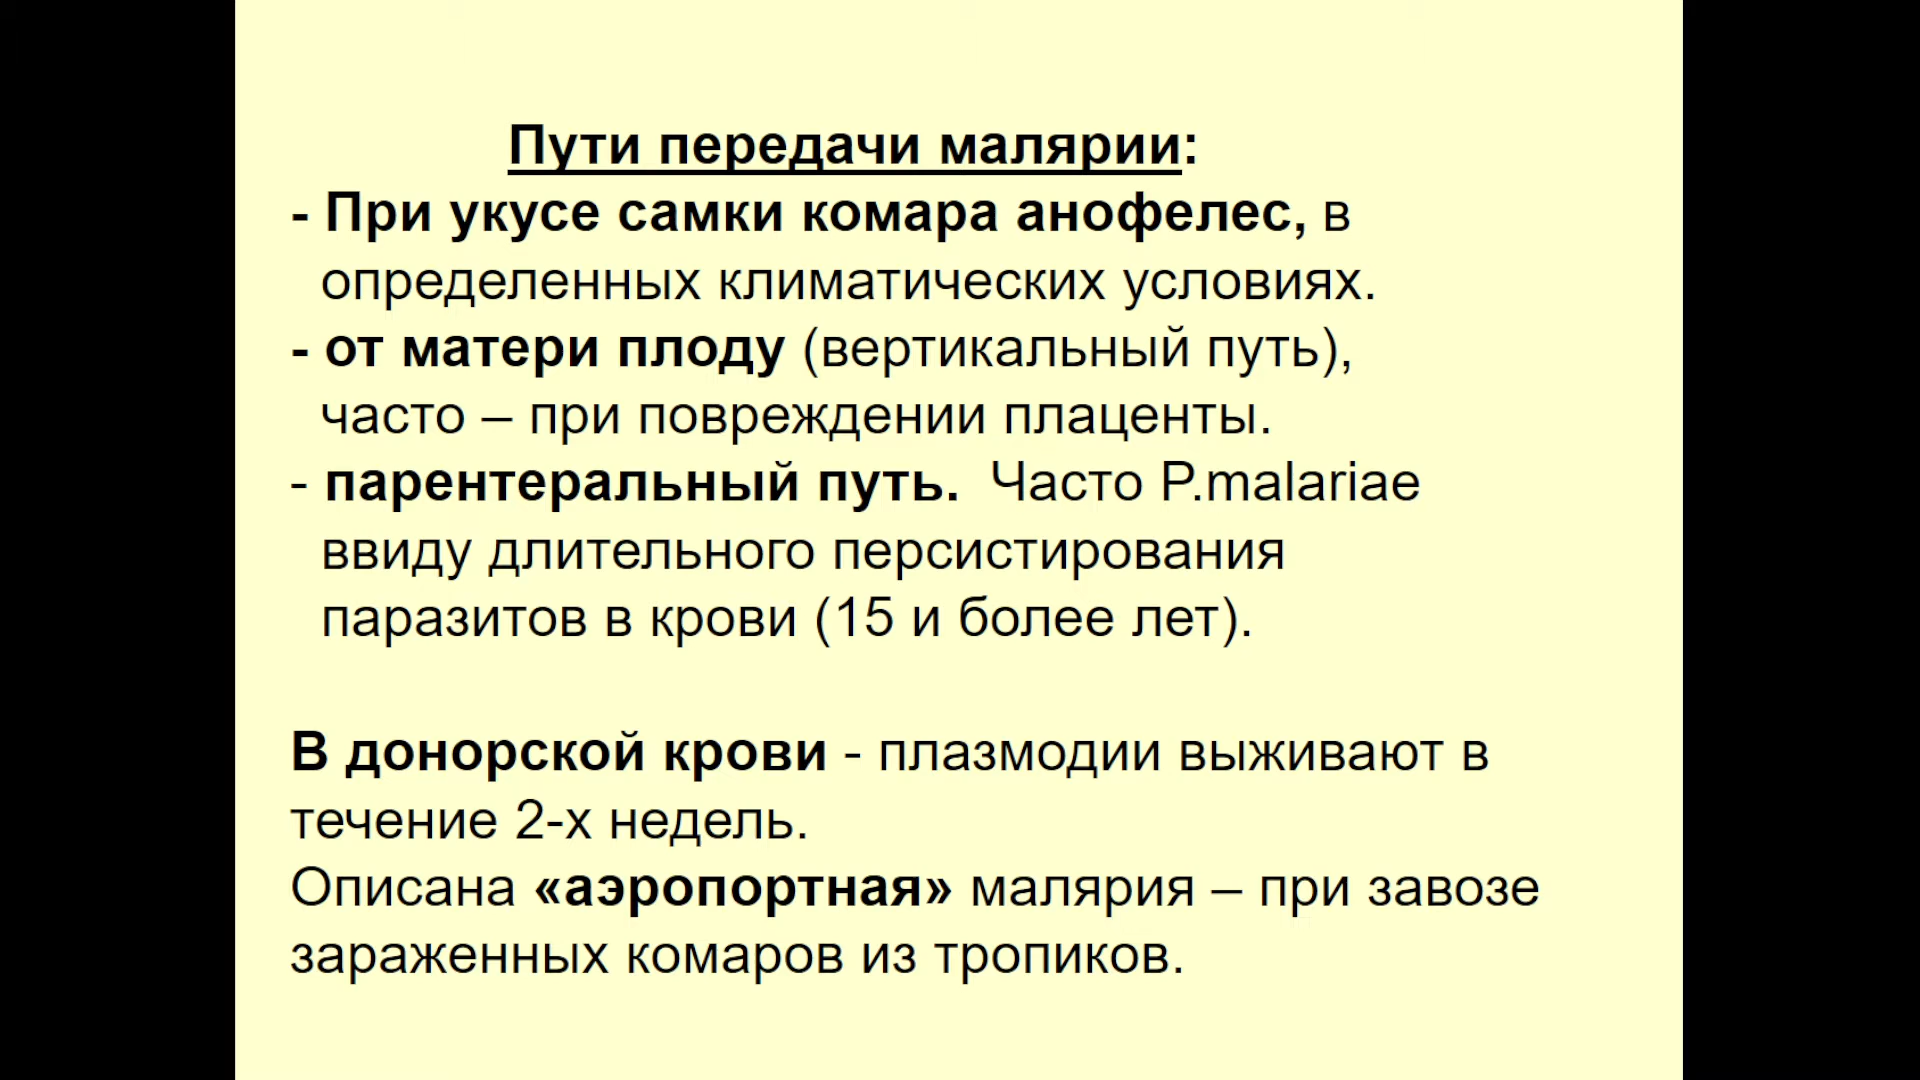 Пути передачи малярии:
- При укусе самки комара анофелес, в
определенных климатических условиях.
- от матери плоду (вертикальный путь),
часто – при повреждении плаценты.
- парентеральный путь.  Часто P.malariae
ввиду длительного персистирования
паразитов в крови (15 и более лет).
В донорской крови - плазмодии выживают в
течение 2-х недель.
Описана «аэропортная» малярия – при завозе
зараженных комаров из тропиков.